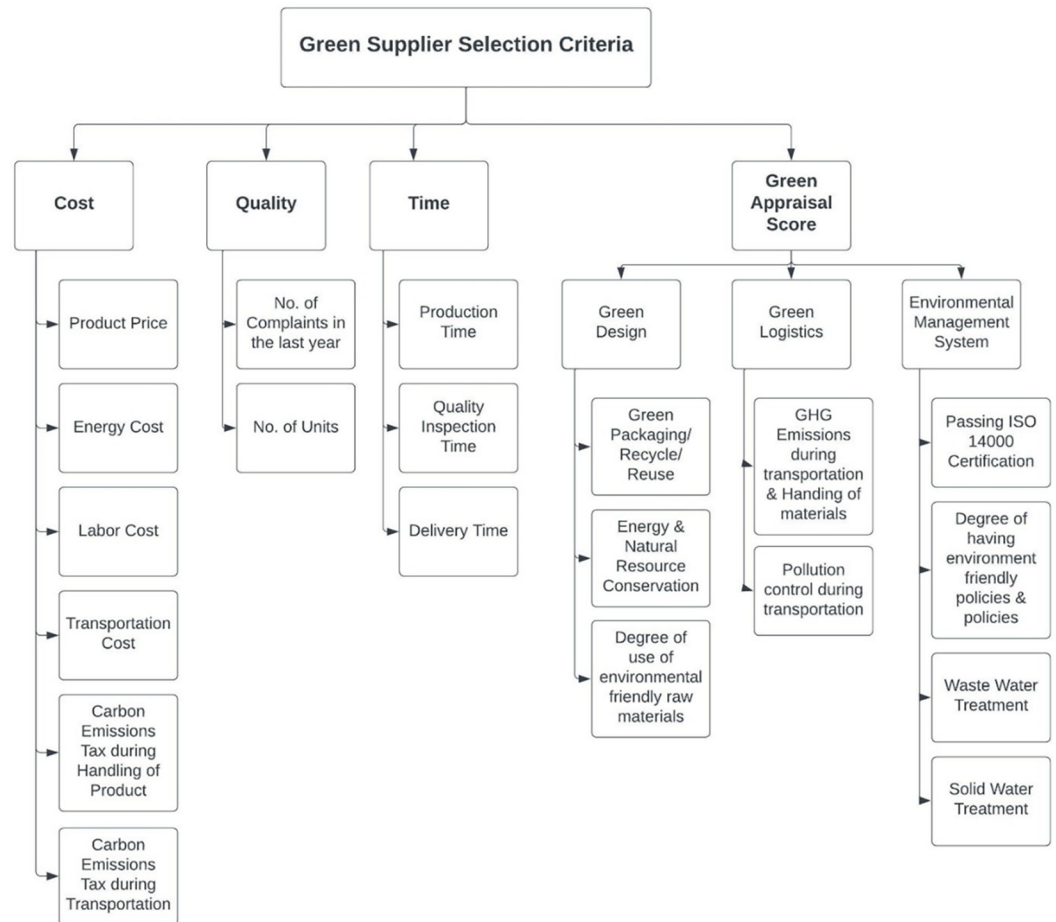 Green Supplier Selection Criteria
Cost
Quality
Time
Green
Appraisal
Score
Product Price
Energy Cost
Labor Cost
Transportation
Cost
Carbon
Emissions
Tax during
Handling of
Product
Carbon
Emissions
Tax during
Transportation
No. of
Complaints in
the last year
No. of Units
Production
Time
Quality
Inspection
Time
Delivery Time
Green
Design
Green
Packaging/
Recycle/
Reuse
Energy &
Natural
Resource
Conservation
Degree of
use of
environmental
friendly raw
materials
Green
Logistics
GHG
Emissions
during
transportation
& Handing of
materials
Pollution
control during
transportation
Environmental
Management
System
Passing ISO
14000
Certification
Degree of
having
environment
friendly
policies &
policies
Waste Water
Treatment
Solid Water
Treatment